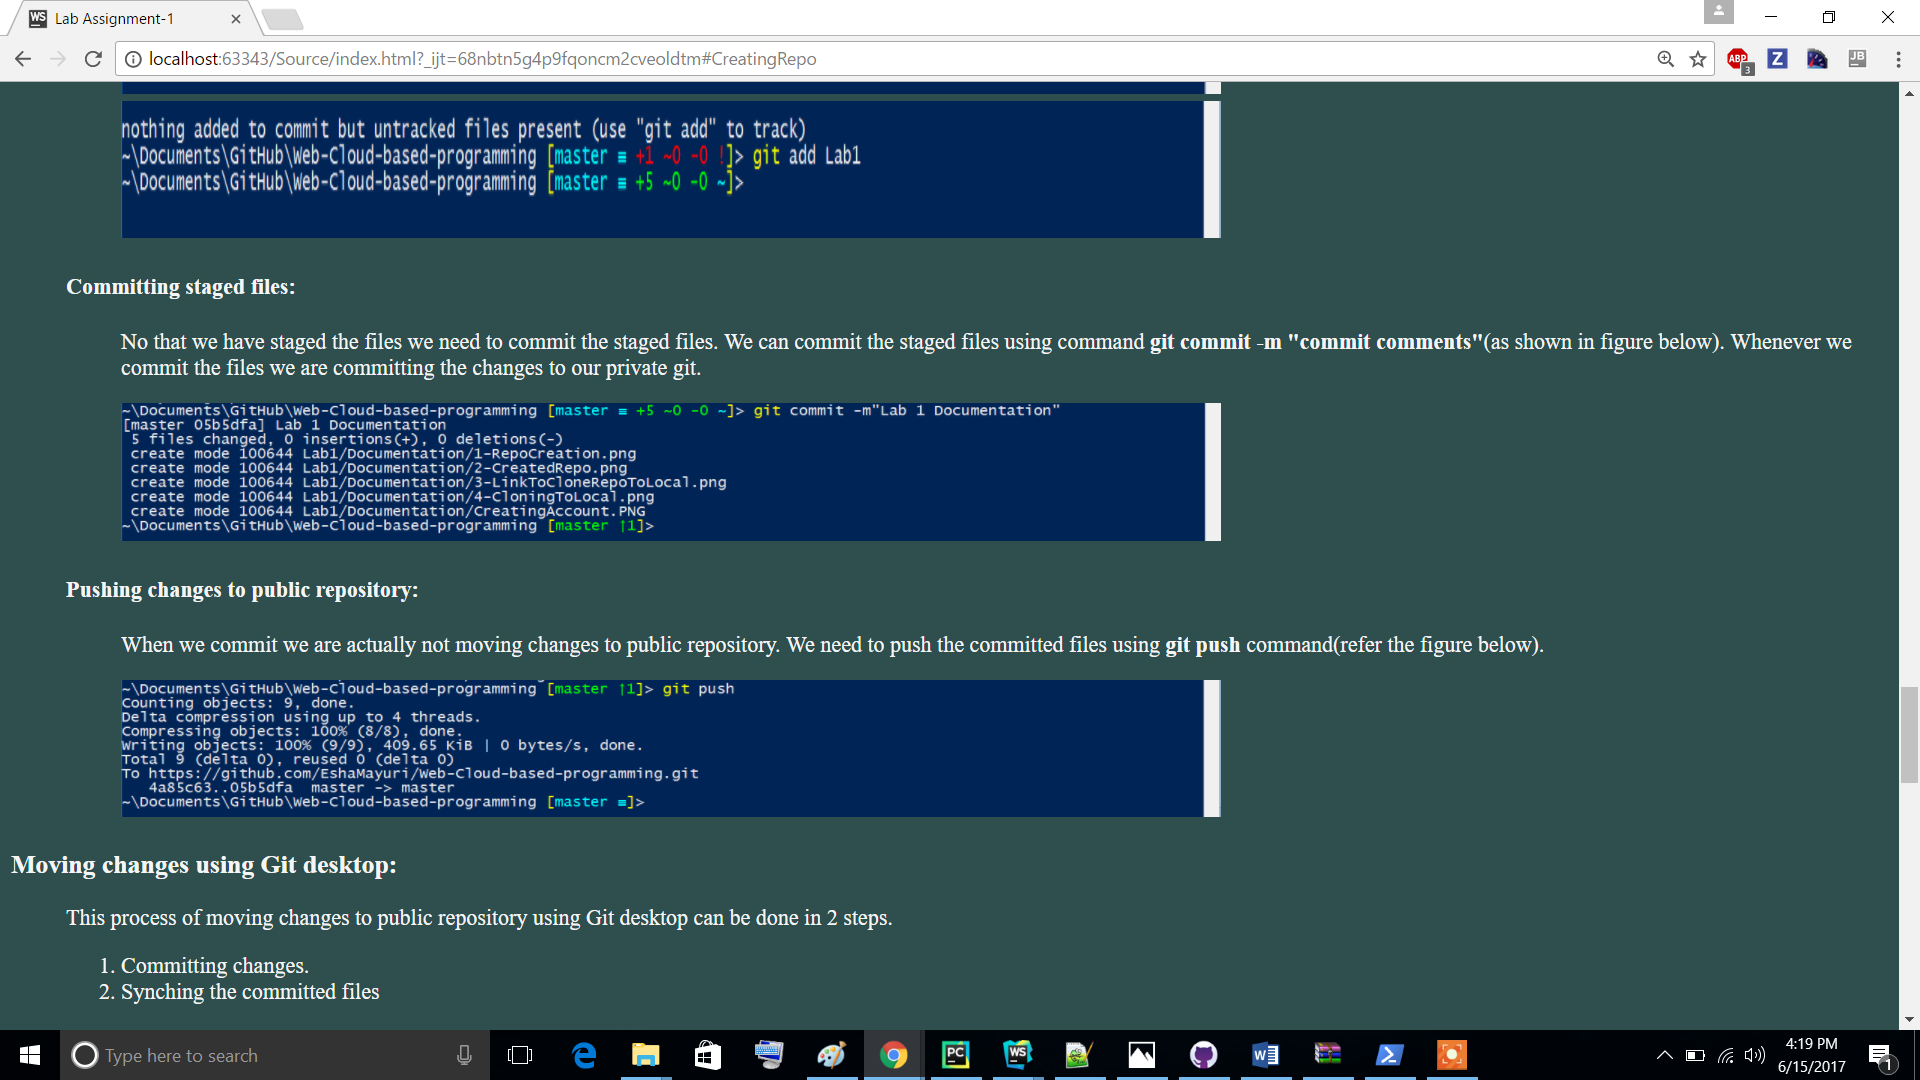 Lab Assignment-1
localhost:63343/Source/index.html?_ijt=68nbtn5g4p9fqoncm2cveoldtm#CreatingRepo
ABP
3
Z
JB
nothing added to commit but untracked files present (use "git add" to track)
~\Documents\GitHub\Web-Cloud-based-programming [master ≡ +1 ~0 -0 !]> git add Lab1
~\Documents\GitHub\Web-Cloud-based-programming [master ≡ +5 ~0 -0 ~]>
Committing staged files:
No that we have staged the files we need to commit the staged files. We can commit the staged files using command git commit -m "commit comments"(as shown in figure below). Whenever we
commit the files we are committing the changes to our private git.
~\Documents\GitHub\Web-Cloud-based-programming [master ≡ +5 ~0 -0 ~]> git commit -m"Lab 1 Documentation"
[master 05b5dfa] Lab 1 Documentation
5 files changed, 0 insertions(+), 0 deletions(-)
create mode 100644 Lab1/Documentation/1-RepoCreation.png
create mode 100644 Lab1/Documentation/2-CreatedRepo.png
create mode 100644 Lab1/Documentation/3-LinkToCloneRepoToLocal.png
create mode 100644 Lab1/Documentation/4-CloningToLocal.png
create mode 100644 Lab1/Documentation/CreatingAccount.PNG
~\Documents\GitHub\Web-Cloud-based-programming [master ↑1]>
Pushing changes to public repository:
When we commit we are actually not moving changes to public repository. We need to push the committed files using git push command(refer the figure below).
~\Documents\GitHub\Web-Cloud-based-programming [master ↑1]> git push
Counting objects: 9, done.
Delta compression using up to 4 threads.
Compressing objects: 100% (8/8), done.
Writing objects: 100% (9/9), 409.65 KiB | 0 bytes/s, done.
Total 9 (delta 0), reused 0 (delta 0)
To https://github.com/EshaMayuri/Web-Cloud-based-programming.git
4a85c63..05b5dfa  master -> master
~\Documents\GitHub\Web-Cloud-based-programming [master ≡]>
Moving changes using Git desktop:
This process of moving changes to public repository using Git desktop can be done in 2 steps.
1. Committing changes.
2. Synching the committed files
Type here to search
4:19 PM
6/15/2017
1